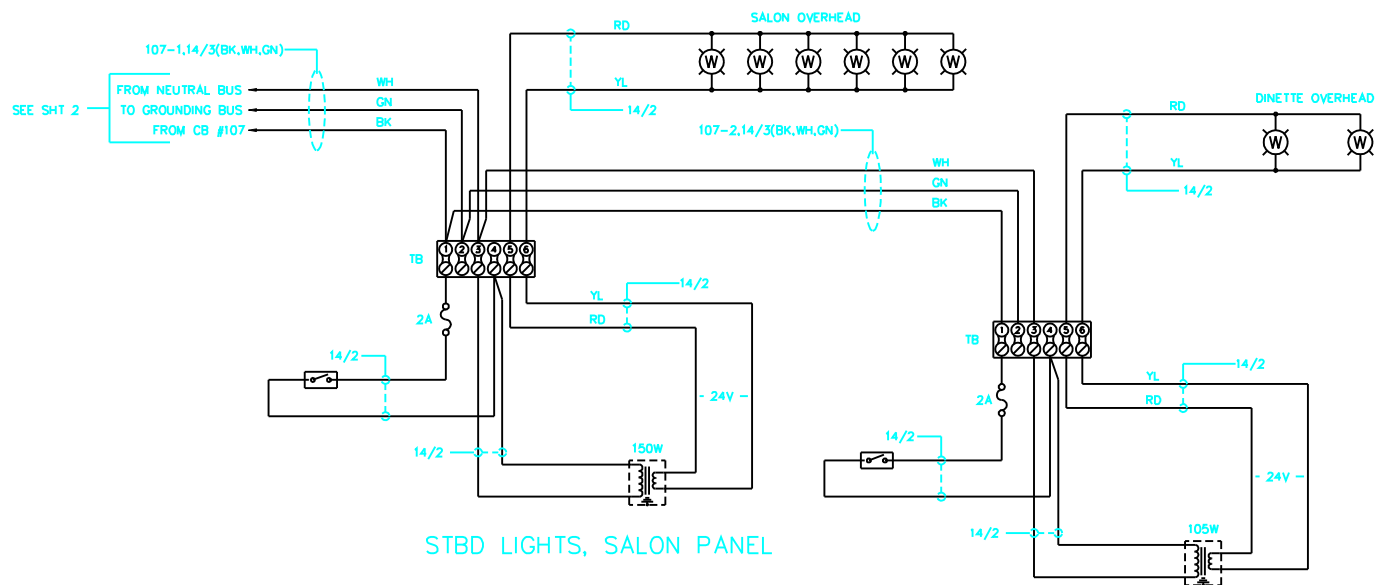 SALON OVERHEAD
RD
107-1,14/3(BK,WH,GN)
YL
WH
FROM NEUTRAL BUS
DINETTE OVERHEAD
GN
SEE SHT 2
TO GROUNDING BUS
14/2
RD
BK
FROM CB #107
107-2,14/3(BK,WH,GN)
W W W W W W
W W
WH
YL
GN
14/2
BK
1 2 3 4 5 6
TB
14/2
YL
2A
RD
1 2 3 4 5 6
TB
14/2
14/2
YL
- 24V -
2A
RD
14/2
150W
14/2
- 24V -
14/2
105W
STBD LIGHTS, SALON PANEL